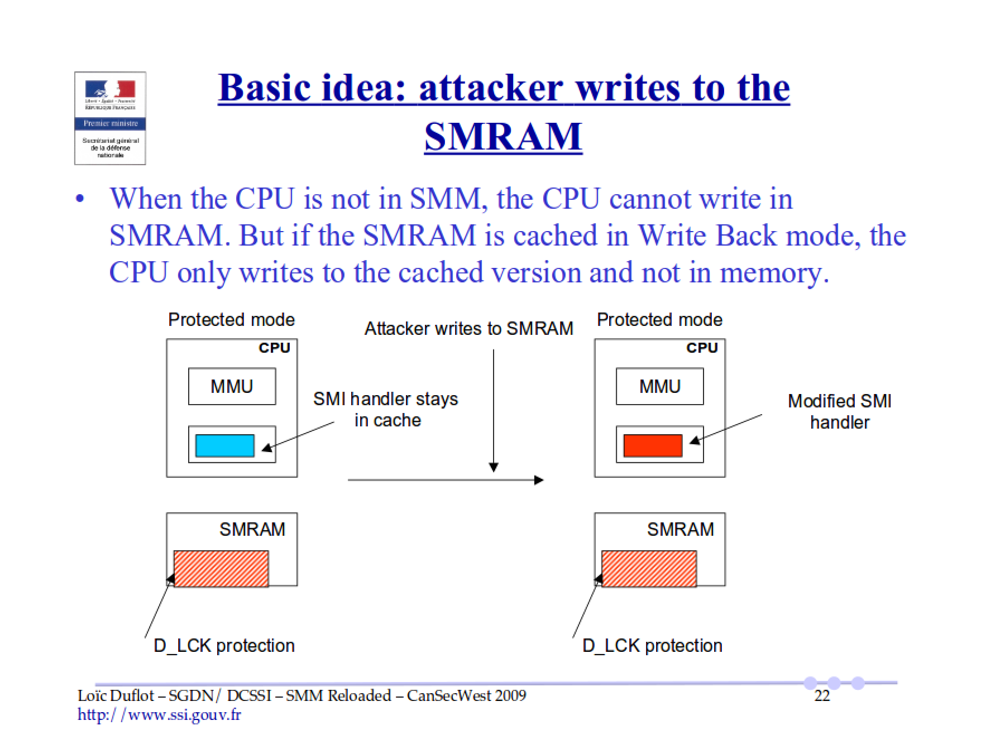 Basic idea: attacker writes to the
SMRAM
Liberté • Égalité • Fraternité
RÉPUBLIQUE FRANÇAISE
Premier ministre
Secrétariat général
de la défense
nationale
• When the CPU is not in SMM, the CPU cannot write in
SMRAM. But if the SMRAM is cached in Write Back mode, the
CPU only writes to the cached version and not in memory.
Protected mode
CPU
MMU
SMI handler stays
in cache
SMRAM
D_LCK protection
Attacker writes to SMRAM
Protected mode
CPU
MMU
Modified SMI
handler
SMRAM
D_LCK protection
Loïc Duflot – SGDN/ DCSSI – SMM Reloaded – CanSecWest 2009
22
http://www.ssi.gouv.fr